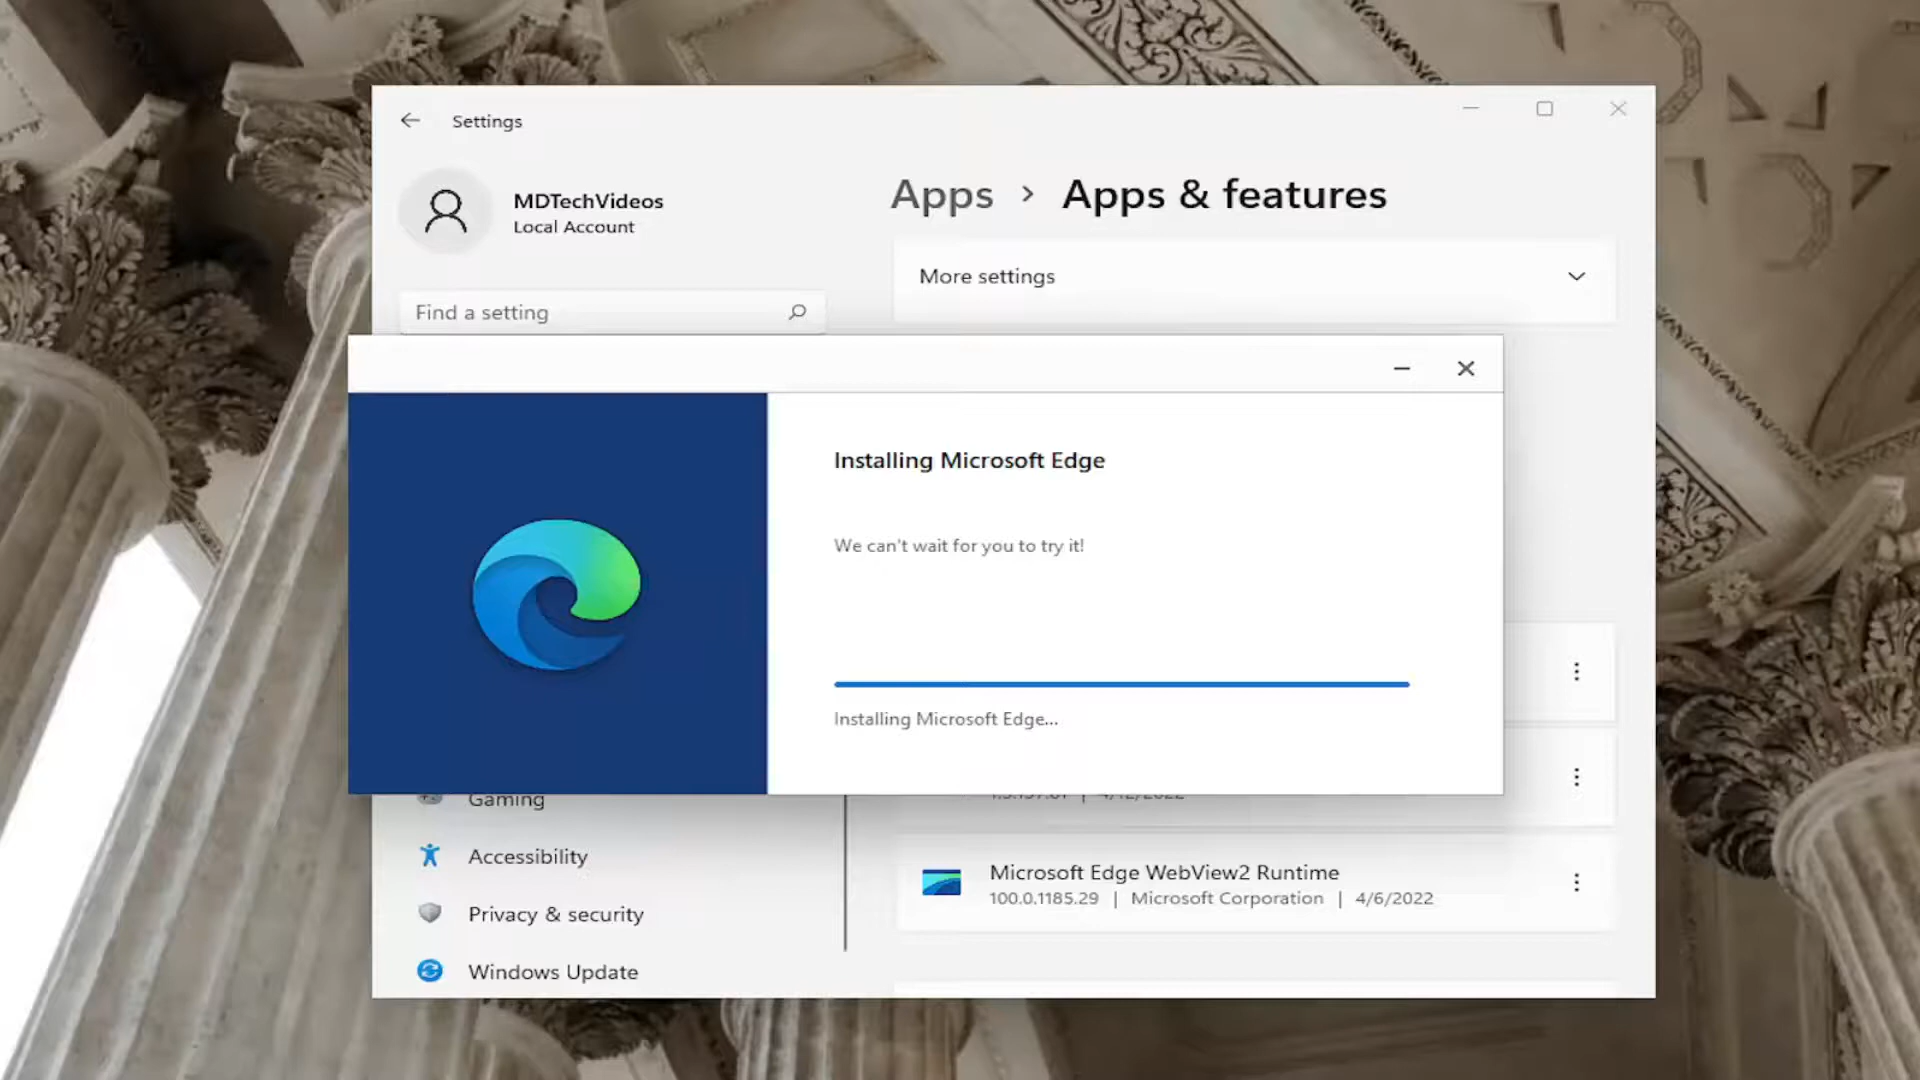 Settings
MDTechVideos
Local Account
Find a setting
Apps > Apps & features
More settings
Installing Microsoft Edge
We can't wait for you to try it!
Installing Microsoft Edge...
Gaming
Accessibility
Privacy & security
Windows Update
Microsoft Edge WebView2 Runtime
100.0.1185.29 | Microsoft Corporation | 4/6/2022